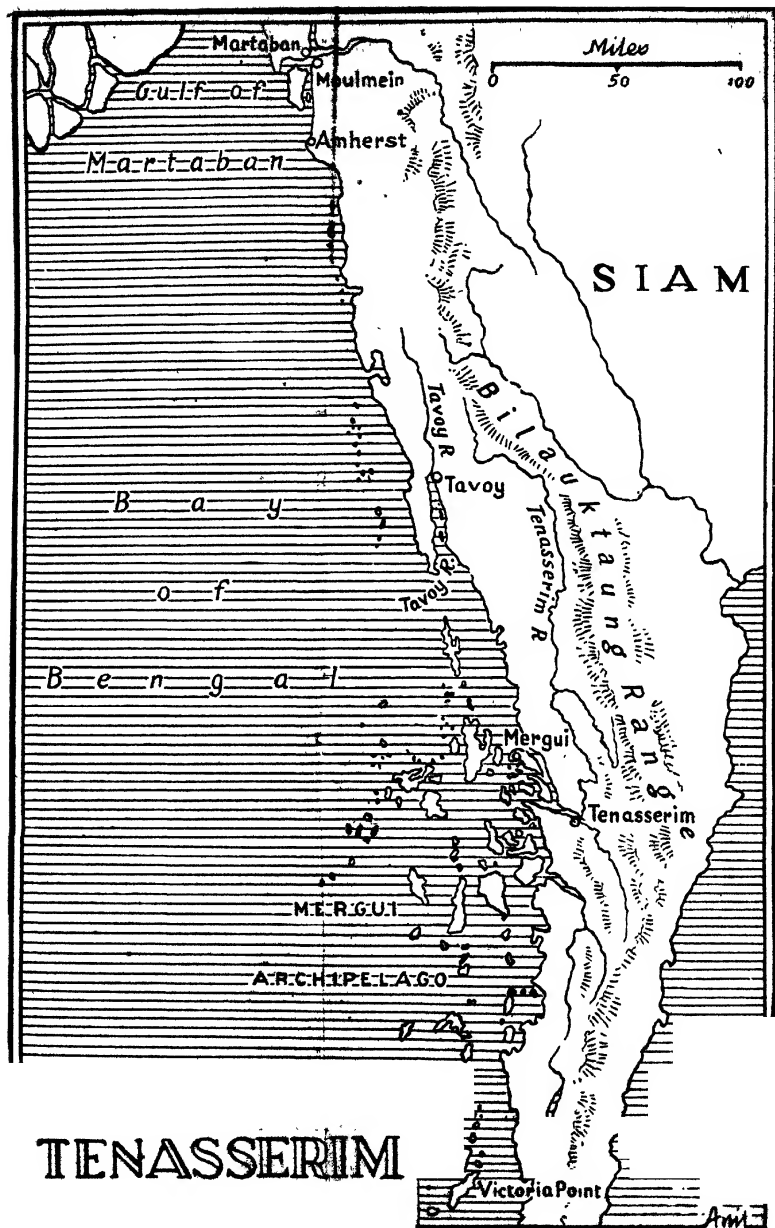 Martaban
Miles
0 50 100
Moulmein
Gulf of
Amherst
Martaban
SIAM
Bilauktaung Range
Tavoy R
Tavoy
Tenasserim R
Bay
of
Tavoy R.
Bengal
Mergui
Tenasserim
MERGUI
ARCHIPELAGO
TENASSERIM
Victoria Point